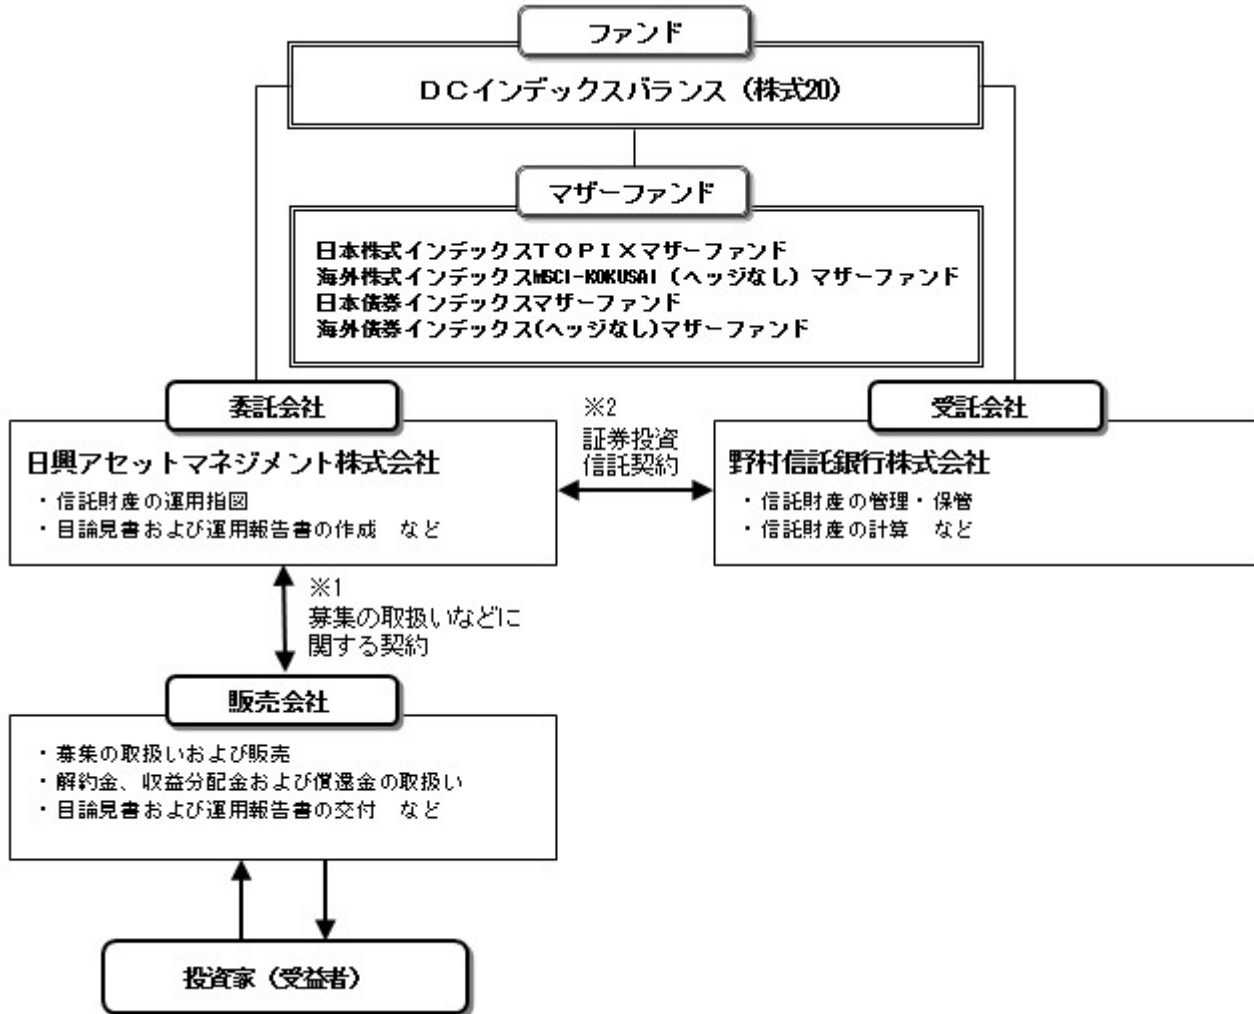 ファンド
DCインデックスバランス（株式20）
マザーファンド
日本株式インデックスTOPIXマザーファンド
海外株式インデックスMSCI-KOKUSAI（ヘッジなし）マザーファンド
日本債券インデックスマザーファンド
海外債券インデックス(ヘッジなし)マザーファンド
委託会社
日興アセットマネジメント株式会社
・信託財産の運用指図
・目論見書および運用報告書の作成　など
※2
証券投資
信託契約
受託会社
野村信託銀行株式会社
・信託財産の管理・保管
・信託財産の計算　など
※1
募集の取扱いなどに
関する契約
販売会社
・募集の取扱いおよび販売
・解約金、収益分配金および償還金の取扱い
・目論見書および運用報告書の交付　など
投資家（受益者）